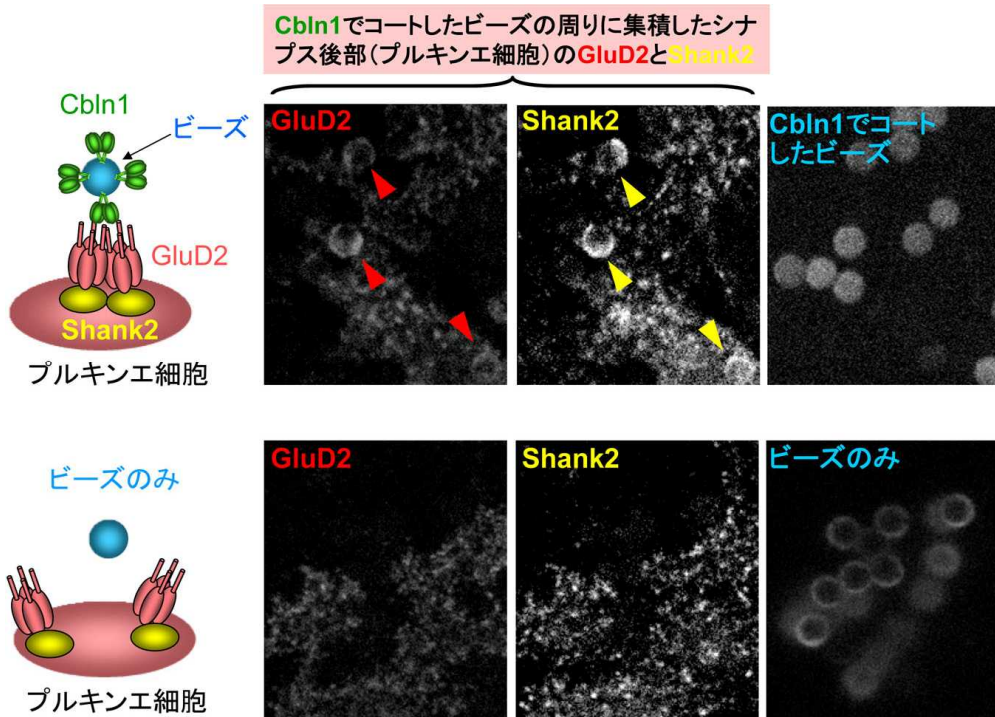 Cbln1でコートしたビーズの周りに集積したシナ
プス後部(プルキンエ細胞)のGluD2とShank2
Cbln1
ビーズ
GluD2
Shank2
プルキンエ細胞
GluD2
Shank2
Cbln1でコート
したビーズ
ビーズのみ
プルキンエ細胞
GluD2
Shank2
ビーズのみ